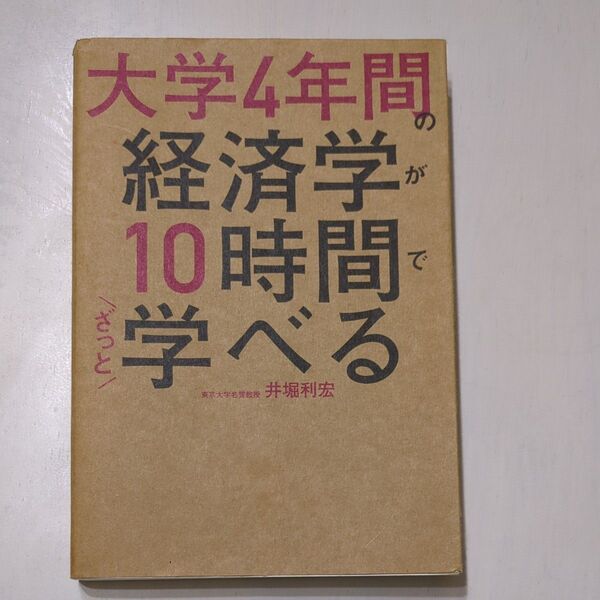 大学4年間の
経済学が
10時間で
\ざっと/
学べる
東京大学名誉教授 井堀利宏